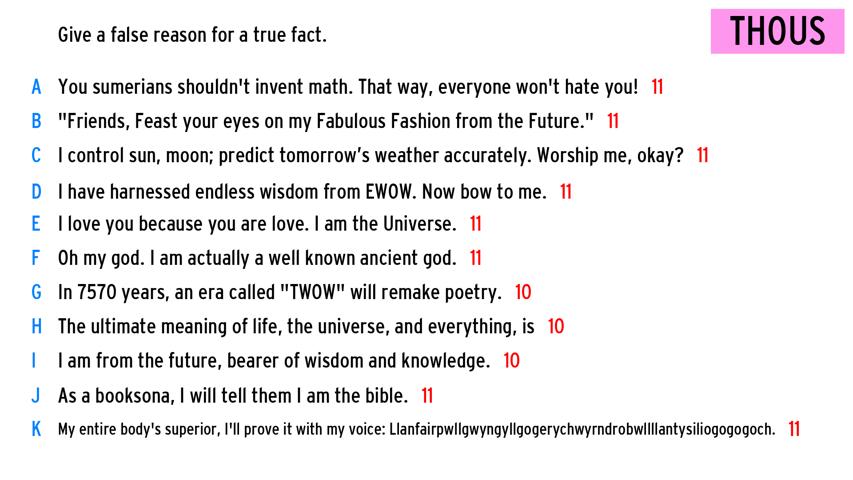 Give a false reason for a true fact.
THOUS
A You sumerians shouldn't invent math. That way, everyone won't hate you! 11
B "Friends, Feast your eyes on my Fabulous Fashion from the Future." 11
C I control sun, moon; predict tomorrow's weather accurately. Worship me, okay? 11
D I have harnessed endless wisdom from EWOW. Now bow to me. 11
E I love you because you are love. I am the Universe. 11
F Oh my god. I am actually a well known ancient god. 11
G In 7570 years, an era called "TWOW" will remake poetry. 10
H The ultimate meaning of life, the universe, and everything, is 10
I I am from the future, bearer of wisdom and knowledge. 10
J As a booksona, I will tell them I am the bible. 11
K My entire body's superior, I'll prove it with my voice: Llanfairpwllgwyngyllgogerychwyrndrobwllllantysiliogogogoch. 11